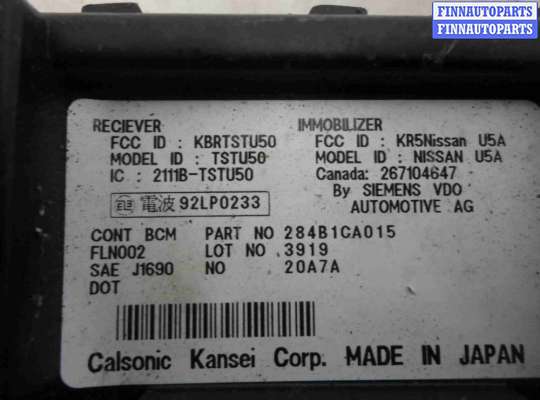 FINNAUTOPARTS
FINNAUTOPARTS
RECIEVER
FCC ID : KBRTSTU50
MODEL ID : TSTU50
IC : 2111B-TSTU50
電波 92LP0233
IMMOBILIZER
FCC ID : KR5Nissan U5A
MODEL ID : NISSAN U5A
Canada: 267104647
By SIEMENS VDO
AUTOMOTIVE AG
CONT BCM PART NO 284B1CA015
FLN002 LOT NO 3919
SAE J1690 NO 20A7A
DOT
Calsonic Kansei Corp. MADE IN JAPAN